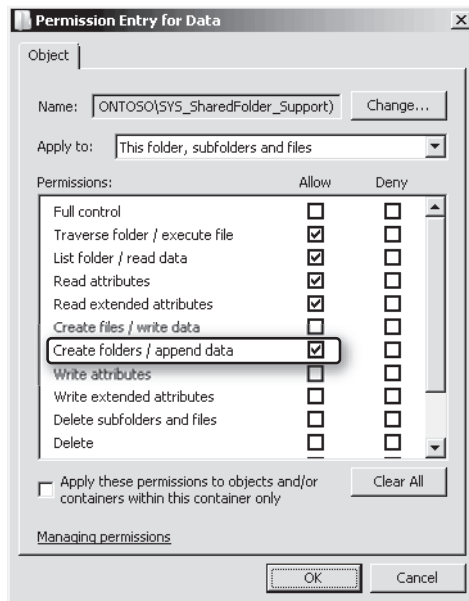 Permission Entry for Data
Object
Name: ONTOSO\SYS_SharedFolder_Support) Change...
Apply to: This folder, subfolders and files
Permissions: Allow Deny
Full control
Traverse folder / execute file
List folder / read data
Read attributes
Read extended attributes
Create files / write data
Create folders / append data
Write attributes
Write extended attributes
Delete subfolders and files
Delete
Apply these permissions to objects and/or
containers within this container only
Clear All
Managing permissions
OK Cancel